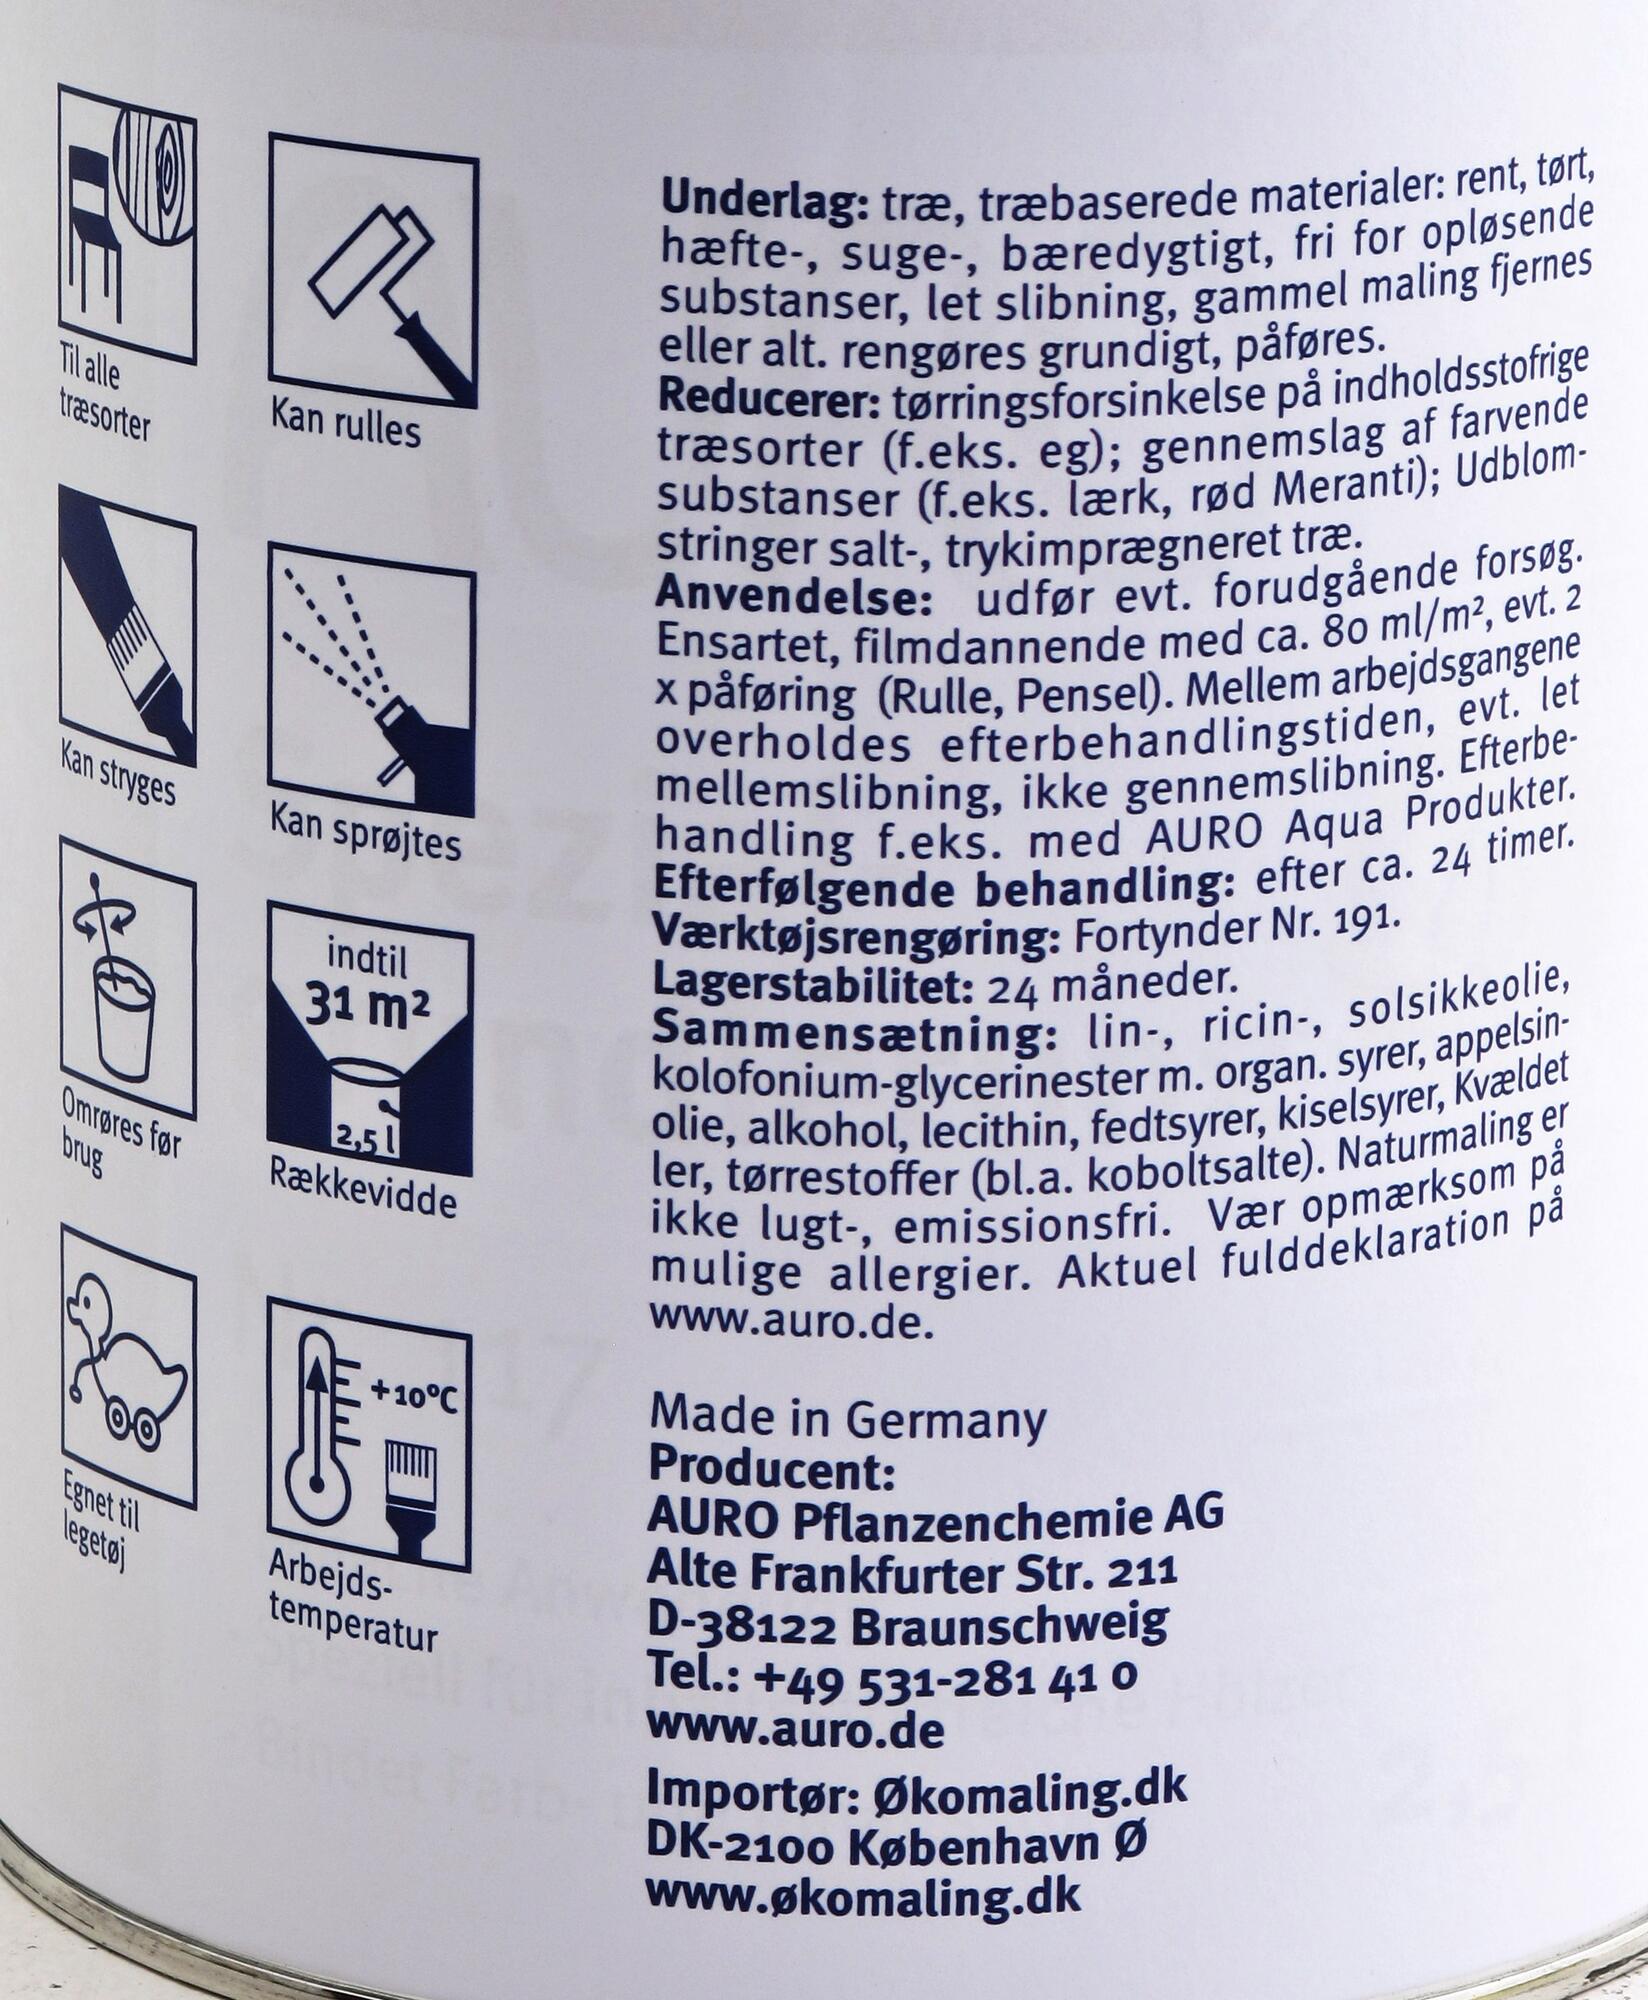 Til alle
træsorter
Kan rulles
Kan stryges
Kan sprøjtes
Omrøres før
brug
indtil
31 m²
2,5 l
Rækkevidde
Egnet til
legetøj
+10°C
Arbejds-
temperatur
Underlag: træ, træbaserede materialer: rent, tørt,
hæfte-, suge-, bæredygtigt, fri for opløsende
substanser, let slibning, gammel maling fjernes
eller alt. rengøres grundigt, påføres.
Reducerer: tørringsforsinkelse på indholdsstofrige
træsorter (f.eks. eg); gennemslag af farvende
substanser (f.eks. lærk, rød Meranti); Udblom-
stringer salt-, trykimprægneret træ.
Anvendelse: udfør evt. forudgående forsøg.
Ensartet, filmdannende med ca. 80 ml/m², evt. 2
x påføring (Rulle, Pensel). Mellem arbejdsgangene
overholdes efterbehandlingstiden, evt. let
mellemslibning, ikke gennemslibning. Efterbe-
handling f.eks. med AURO Aqua Produkter.
Efterfølgende behandling: efter ca. 24 timer.
Værktøjsrengøring: Fortynder Nr. 191.
Lagerstabilitet: 24 måneder.
Sammensætning: lin-, ricin-, solsikkeolie,
kolofonium-glycerinester m. organ. syrer, appelsin-
olie, alkohol, lecithin, fedtsyrer, kiselsyrer, Kvældet
ler, tørrestoffer (bl.a. koboltsalte). Naturmaling er
ikke lugt-, emissionsfri. Vær opmærksom på
mulige allergier. Aktuel fulddeklaration på
www.auro.de.
Made in Germany
Producent:
AURO Pflanzenchemie AG
Alte Frankfurter Str. 211
D-38122 Braunschweig
Tel.: +49 531-281 41 0
www.auro.de
Importør: Økomaling.dk
DK-2100 København Ø
www.økomaling.dk